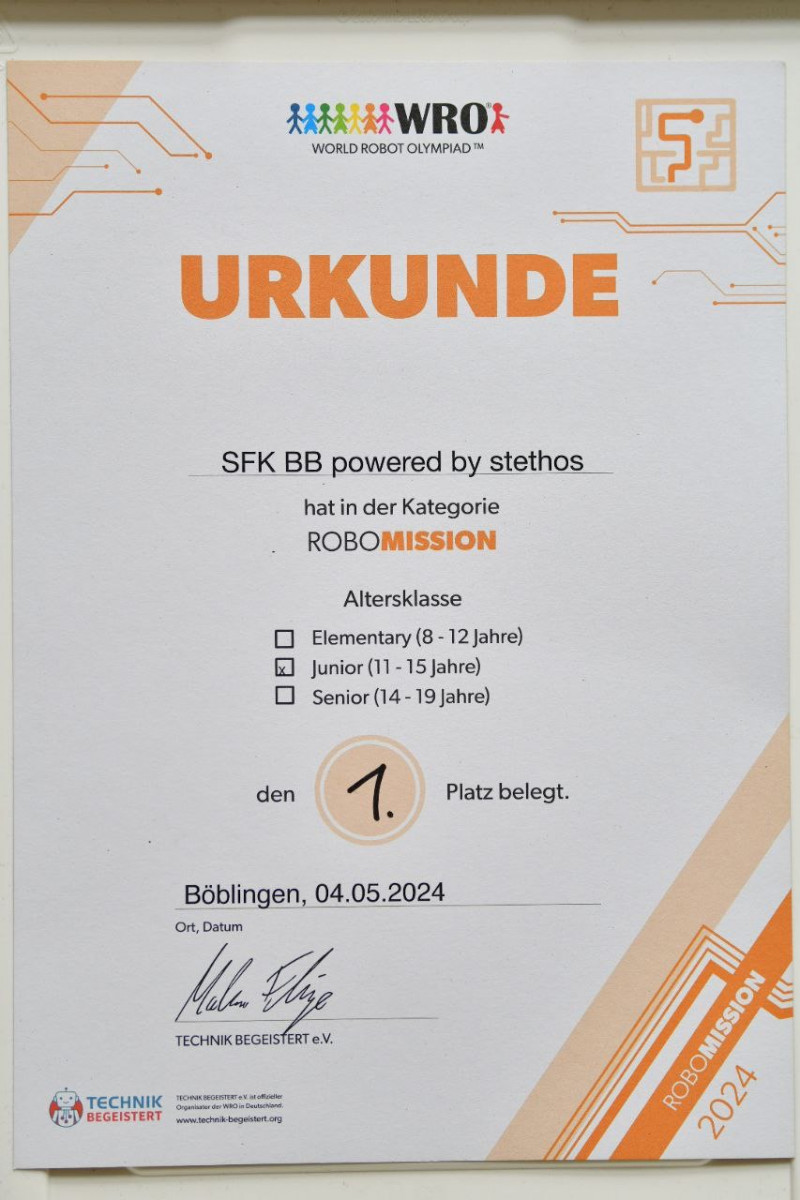 WRO®
WORLD ROBOT OLYMPIAD™
URKUNDE
SFK BB powered by stethos
hat in der Kategorie
ROBOMISSION
Altersklasse
Elementary (8 - 12 Jahre)
x Junior (11 - 15 Jahre)
Senior (14 - 19 Jahre)
den 1. Platz belegt.
Böblingen, 04.05.2024
Ort, Datum
TECHNIK BEGEISTERT e.V.
TECHNIK
BEGEISTERT
TECHNIK BEGEISTERT e.V. ist offizieller
Organisator der WRO in Deutschland.
www.technik-begeistert.org
ROBOMISSION
2024